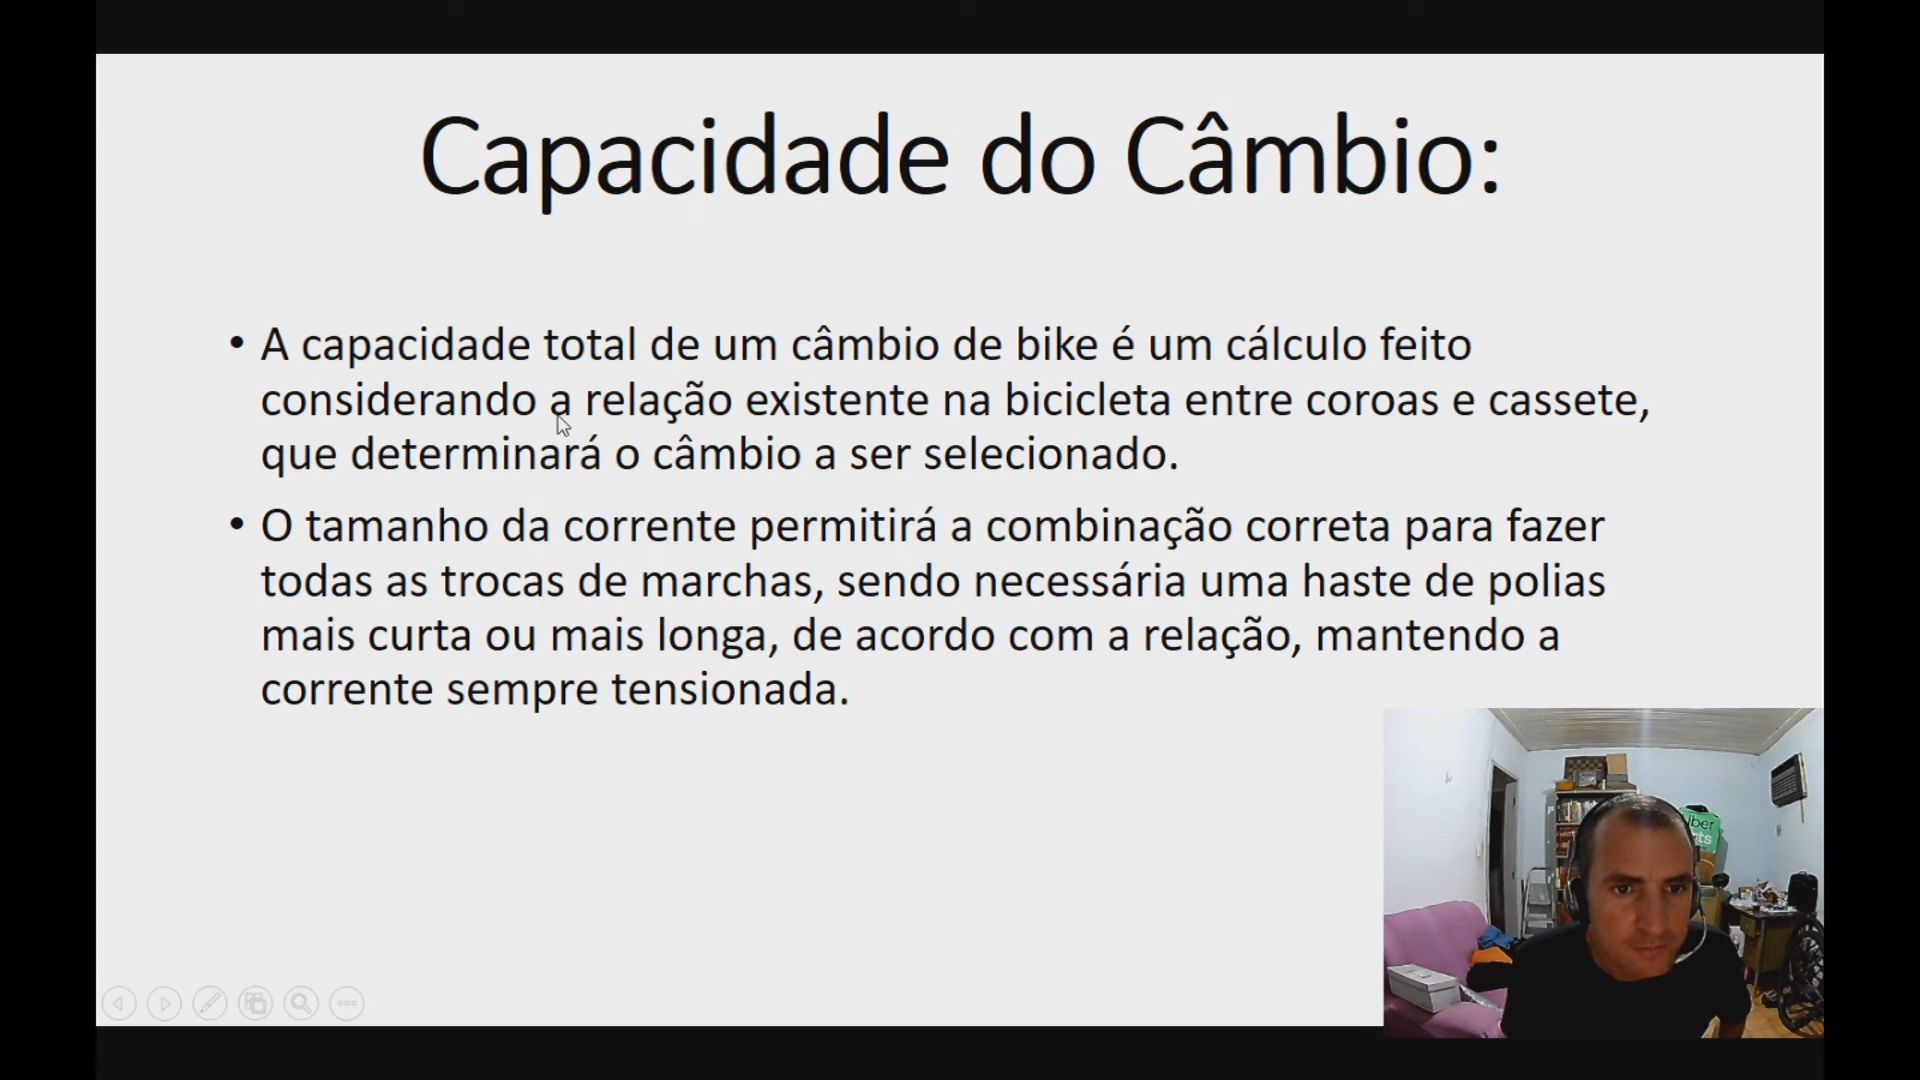 Capacidade do Câmbio:
• A capacidade total de um câmbio de bike é um cálculo feito
considerando a relação existente na bicicleta entre coroas e cassete,
que determinará o câmbio a ser selecionado.
• O tamanho da corrente permitirá a combinação correta para fazer
todas as trocas de marchas, sendo necessária uma haste de polias
mais curta ou mais longa, de acordo com a relação, mantendo a
corrente sempre tensionada.